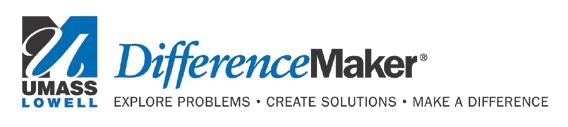 UMASS
LOWELL
DifferenceMaker®
EXPLORE PROBLEMS • CREATE SOLUTIONS • MAKE A DIFFERENCE